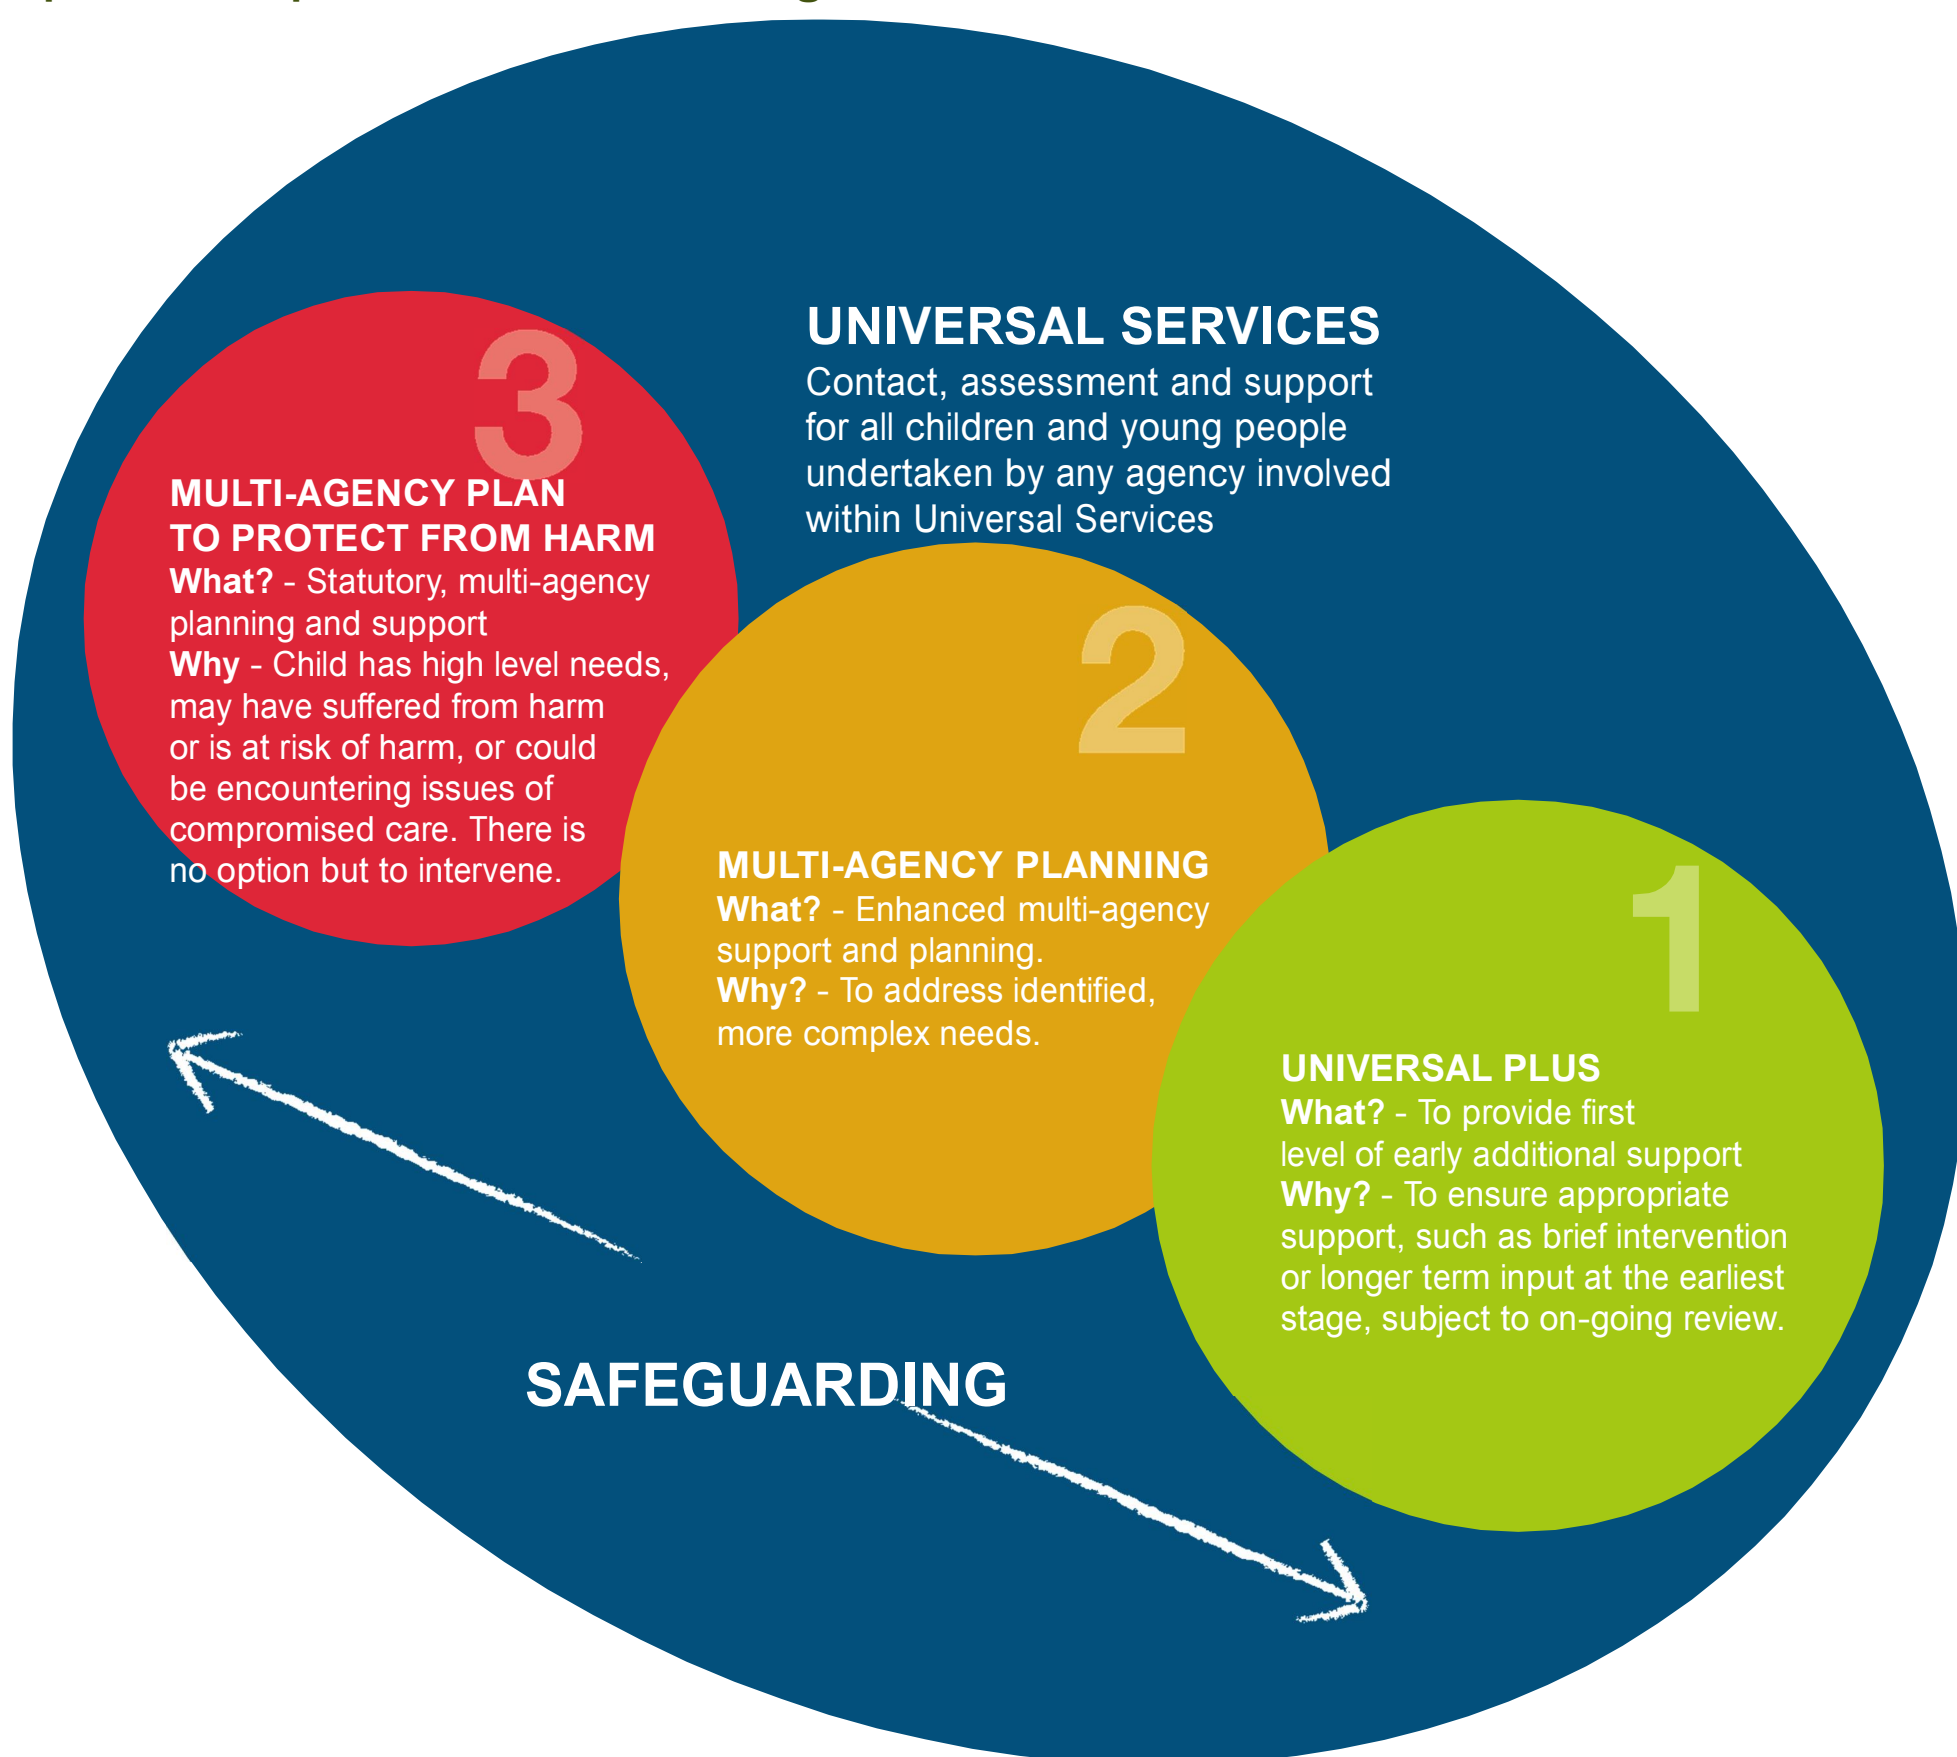 UNIVERSAL SERVICES
Contact, assessment and support
for all children and young people
undertaken by any agency involved
within Universal Services
3
MULTI-AGENCY PLAN
TO PROTECT FROM HARM
What? - Statutory, multi-agency
planning and support
Why - Child has high level needs,
may have suffered from harm
or is at risk of harm, or could
be encountering issues of
compromised care. There is
no option but to intervene.
2
MULTI-AGENCY PLANNING
What? - Enhanced multi-agency
support and planning.
Why? - To address identified,
more complex needs.
1
UNIVERSAL PLUS
What? - To provide first
level of early additional support
Why? - To ensure appropriate
support, such as brief intervention
or longer term input at the earliest
stage, subject to on-going review.
SAFEGUARDING